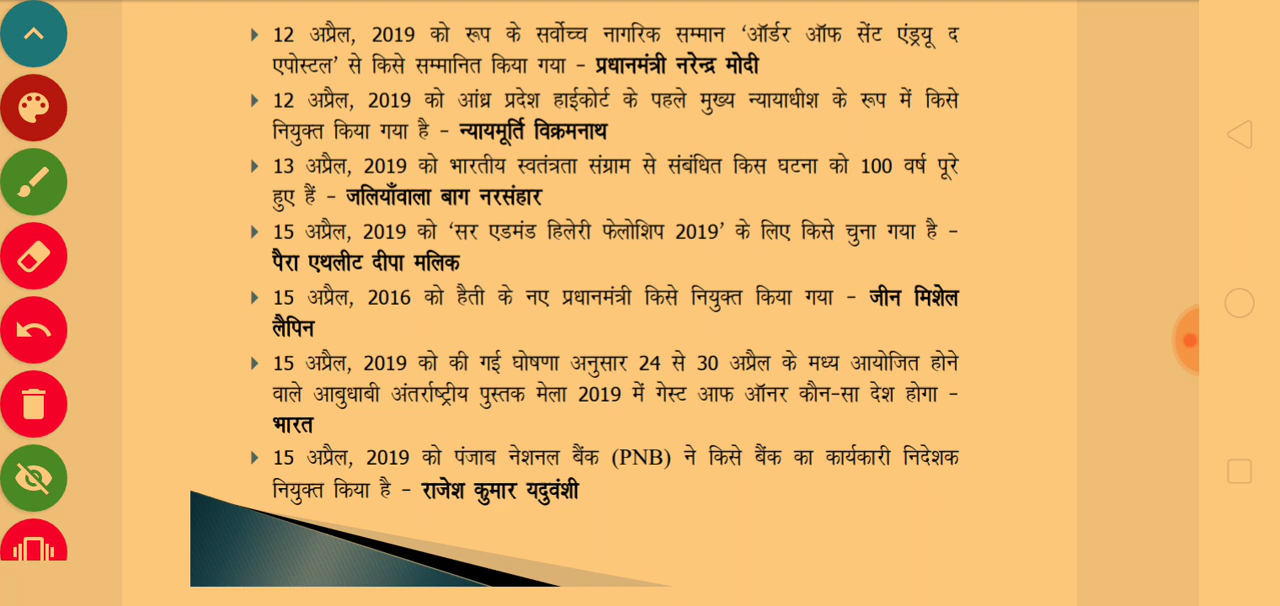 12 अप्रैल, 2019 को रूप के सर्वोच्च नागरिक सम्मान ‘ऑर्डर ऑफ सेंट एंड्रयू द
एपोस्टल’ से किसे सम्मानित किया गया - प्रधानमंत्री नरेन्द्र मोदी
12 अप्रैल, 2019 को आंध्र प्रदेश हाईकोर्ट के पहले मुख्य न्यायाधीश के रूप में किसे
नियुक्त किया गया है - न्यायमूर्ति विक्रमनाथ
13 अप्रैल, 2019 को भारतीय स्वतंत्रता संग्राम से संबंधित किस घटना को 100 वर्ष पूरे
हुए हैं - जलियाँवाला बाग नरसंहार
15 अप्रैल, 2019 को ‘सर एडमंड हिलेरी फेलोशिप 2019’ के लिए किसे चुना गया है -
पैरा एथलीट दीपा मलिक
15 अप्रैल, 2016 को हैती के नए प्रधानमंत्री किसे नियुक्त किया गया - जीन मिशेल
लैपिन
15 अप्रैल, 2019 को की गई घोषणा अनुसार 24 से 30 अप्रैल के मध्य आयोजित होने
वाले आबुधाबी अंतर्राष्ट्रीय पुस्तक मेला 2019 में गेस्ट आफ ऑनर कौन-सा देश होगा -
भारत
15 अप्रैल, 2019 को पंजाब नेशनल बैंक (PNB) ने किसे बैंक का कार्यकारी निदेशक
नियुक्त किया है - राजेश कुमार यदुवंशी